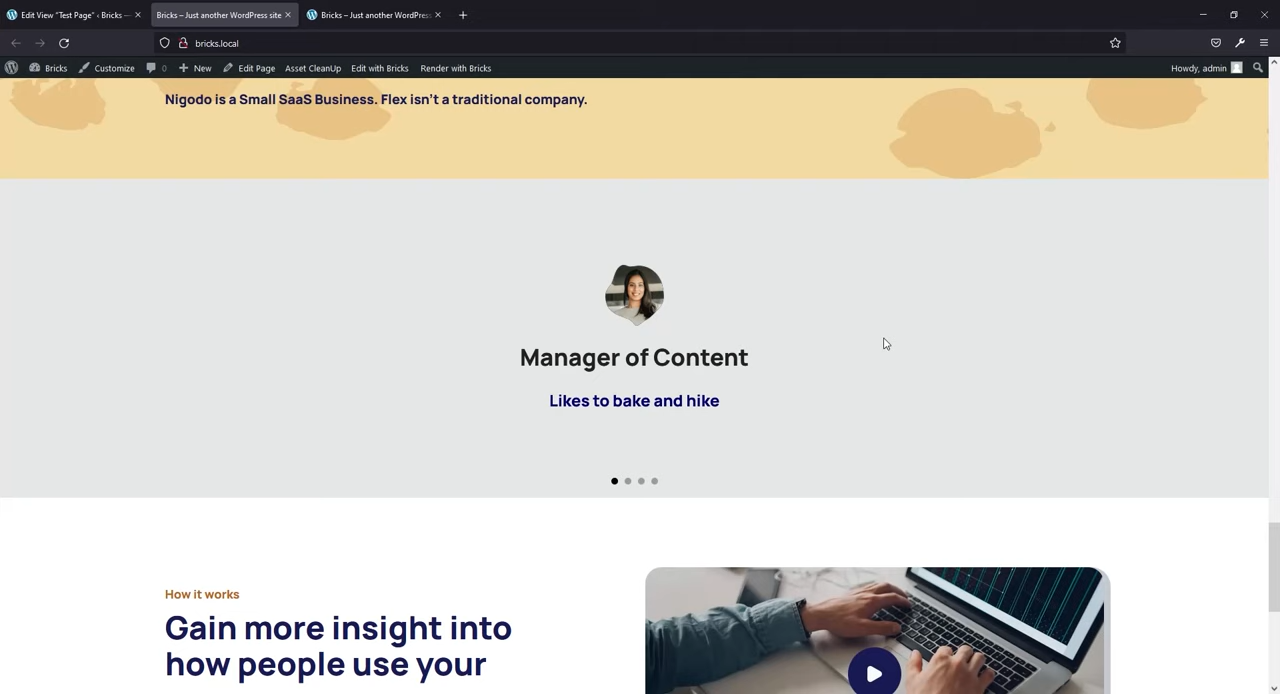 Edit View "Test Page" ‹ Bricks —
Bricks – Just another WordPress site
Bricks – Just another WordPress
bricks.local
Bricks
Customize
0
New
Edit Page
Asset CleanUp
Edit with Bricks
Render with Bricks
Howdy, admin
Nigodo is a Small SaaS Business. Flex isn't a traditional company.
Manager of Content
Likes to bake and hike
How it works
Gain more insight into
how people use your